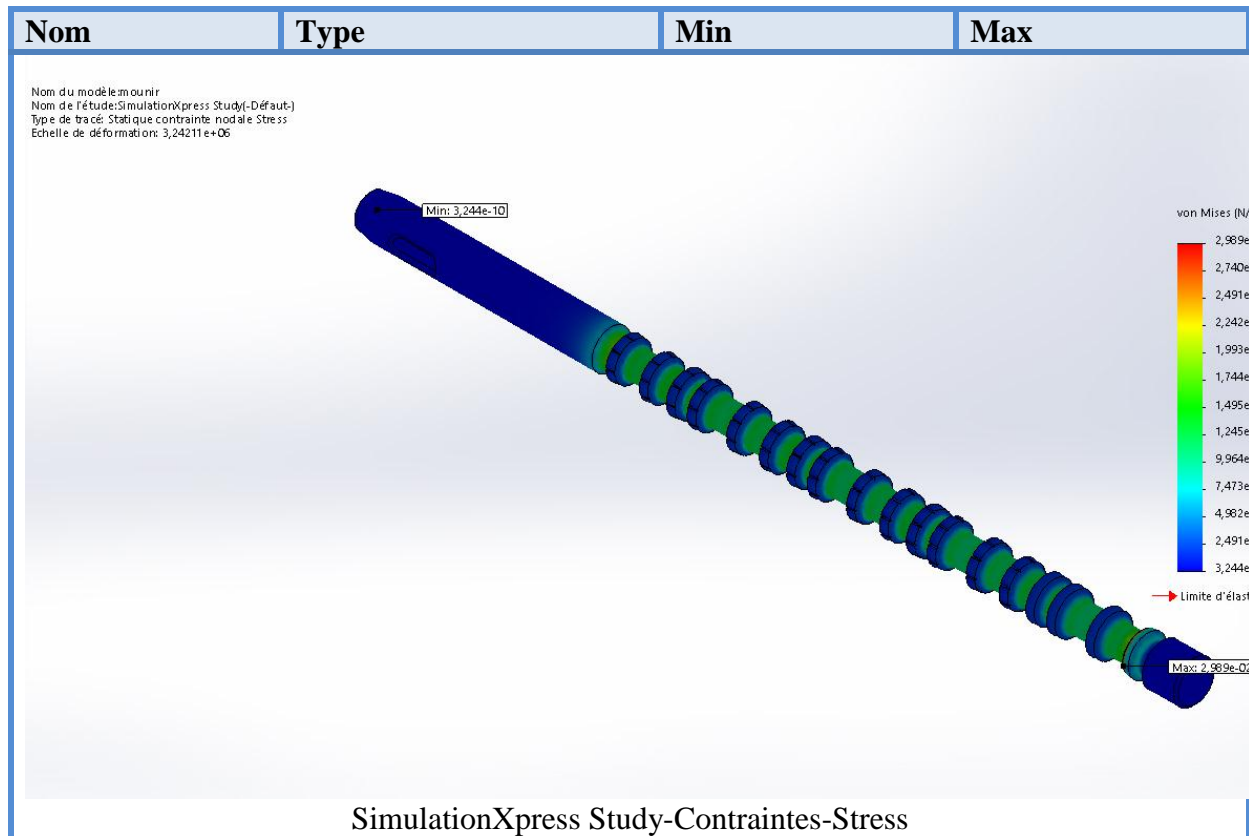 Nom Type Min Max
Nom du modèle:mounir
Nom de l'étude:SimulationXpress Study(-Défaut-)
Type de tracé: Statique contrainte nodale Stress
Echelle de déformation: 3,24211e+06
Min: 3,244e-10
von Mises (N/
2,989e
2,740e
2,491e
2,242e
1,993e
1,744e
1,495e
1,245e
9,964e
7,473e
4,982e
2,491e
3,244e
Limite d'élast
Max: 2,989e-02
SimulationXpress Study-Contraintes-Stress